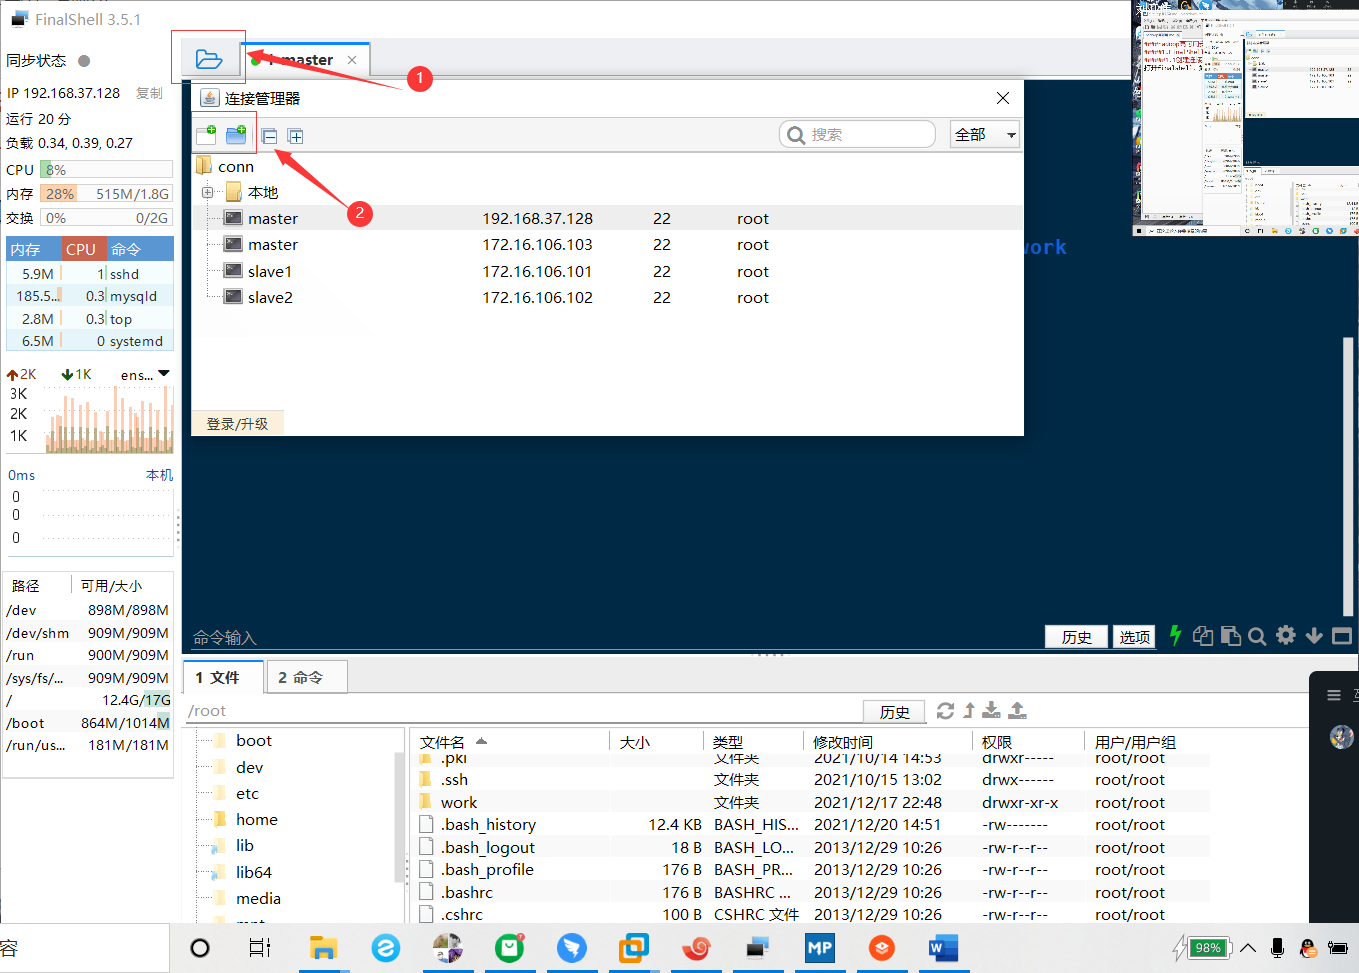 FinalShell 3.5.1
同步状态
IP 192.168.37.128 复制
运行 20 分
负载 0.34, 0.39, 0.27
CPU 8%
内存 28% 515M/1.8G
交换 0% 0/2G
内存 CPU 命令
5.9M 1 sshd
185.5... 0.3 mysqld
2.8M 0.3 top
6.5M 0 systemd
2K 1K ens...
3K
2K
1K
0ms 本机
0
0
0
路径 可用/大小
/dev 898M/898M
/dev/shm 909M/909M
/run 900M/909M
/sys/fs/... 909M/909M
/ 12.4G/17G
/boot 864M/1014M
/run/us... 181M/181M
master
1
连接管理器
搜索 全部
conn
本地
2
master 192.168.37.128 22 root
master 172.16.106.103 22 root
slave1 172.16.106.101 22 root
slave2 172.16.106.102 22 root
登录/升级
work
命令输入 历史 选项
1 文件 2 命令
/root 历史
boot
dev
etc
home
lib
lib64
media
文件名 大小 类型 修改时间 权限 用户/用户组
.pki 文件夹 2021/10/14 14:53 drwxr----- root/root
.ssh 文件夹 2021/10/15 13:02 drwx------ root/root
work 文件夹 2021/12/17 22:48 drwxr-xr-x root/root
.bash_history 12.4 KB BASH_HIS... 2021/12/20 14:51 -rw------- root/root
.bash_logout 18 B BASH_LO... 2013/12/29 10:26 -rw-r--r-- root/root
.bash_profile 176 B BASH_PR... 2013/12/29 10:26 -rw-r--r-- root/root
.bashrc 176 B BASHRC ... 2013/12/29 10:26 -rw-r--r-- root/root
.cshrc 100 B CSHRC 文件 2013/12/29 10:26 -rw-r--r-- root/root
容
MP
W
98%